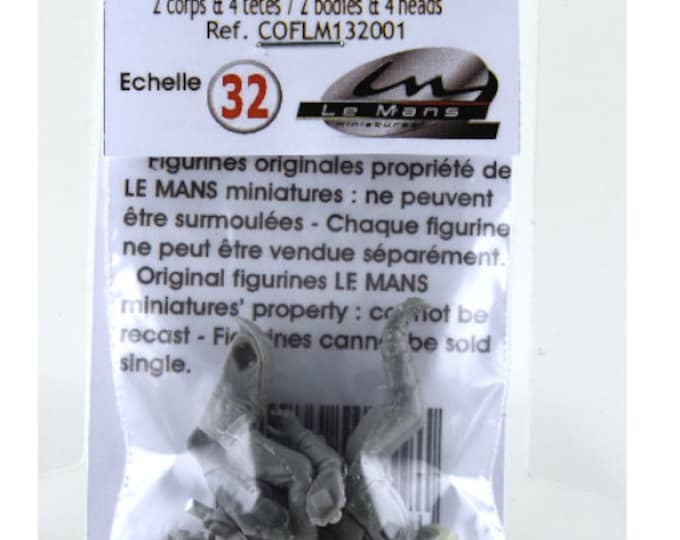 2 corps & 4 têtes / 2 bodies & 4 heads
Ref. COFLM132001
Echelle 32
Le Mans
miniatures
Figurines originales propriété de
LE MANS miniatures : ne peuvent
être surmoulées - Chaque figurine
ne peut être vendue séparément.
Original figurines LE MANS
miniatures' property : cannot be
recast - Figurines cannot be sold
single.